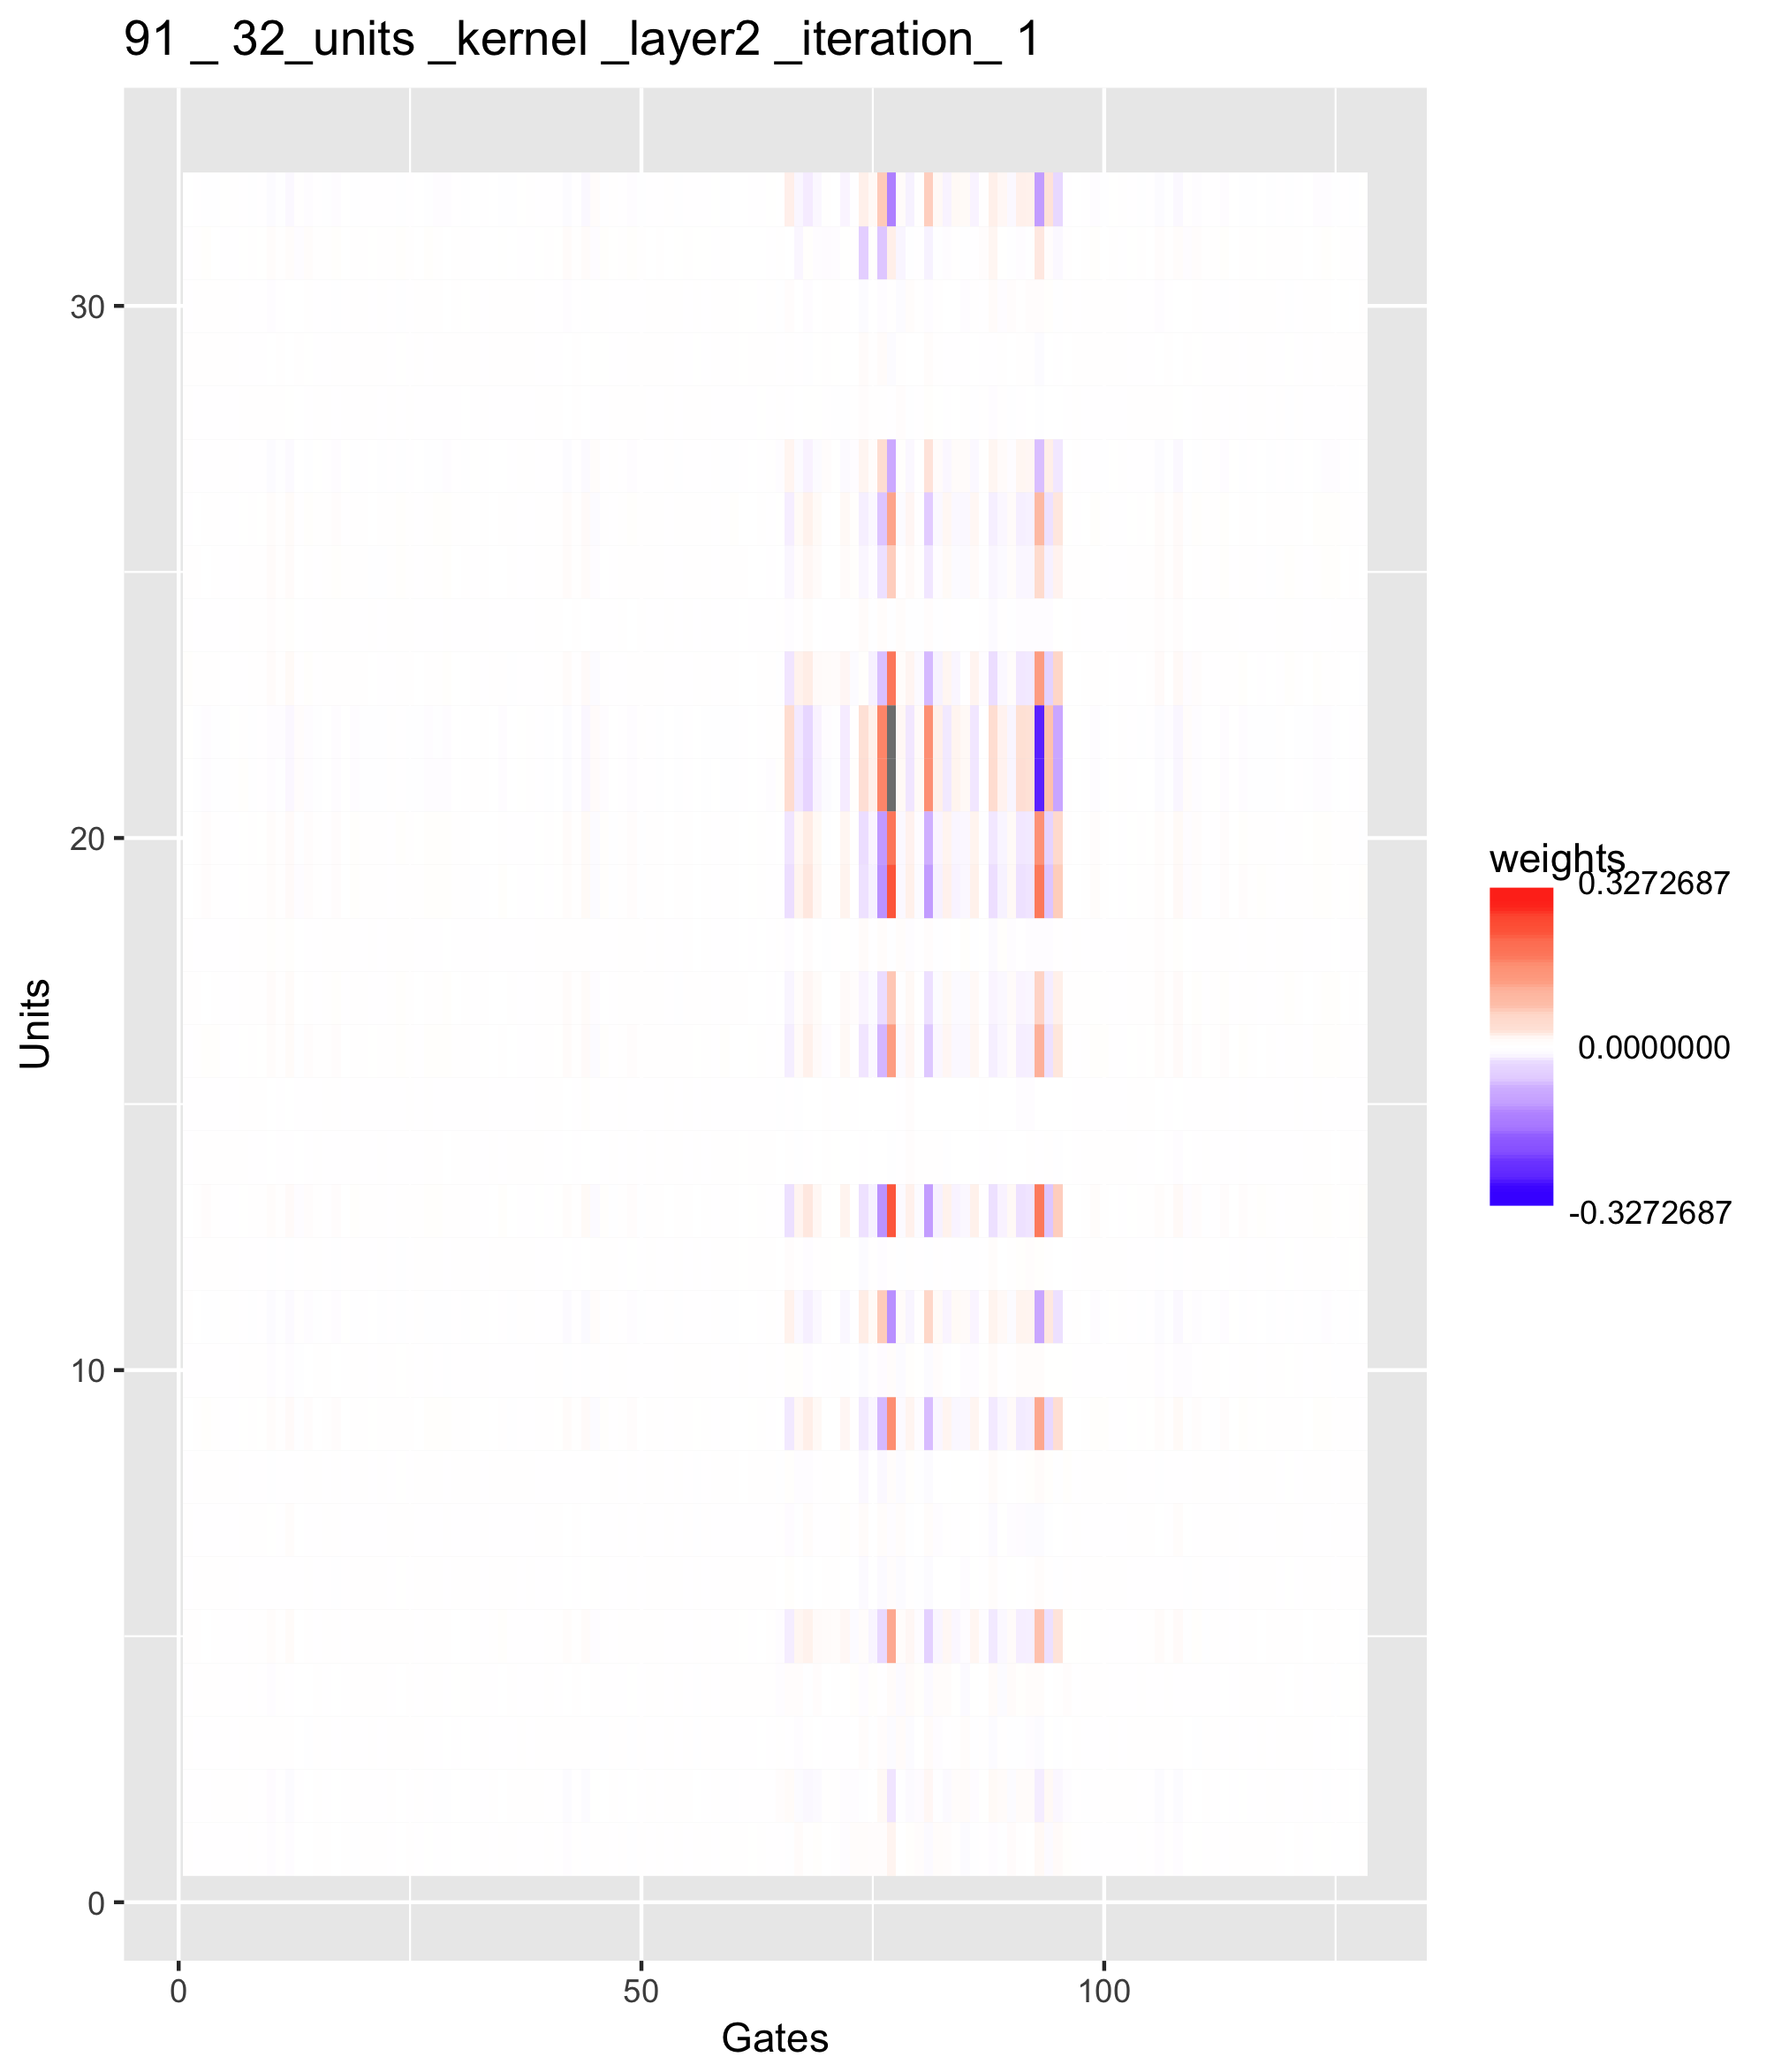 91 _ 32_units _kernel _layer2 _iteration_ 1
30
20
10
0
0 50 100
Gates
Units
weights
0.3272687
0.0000000
-0.3272687